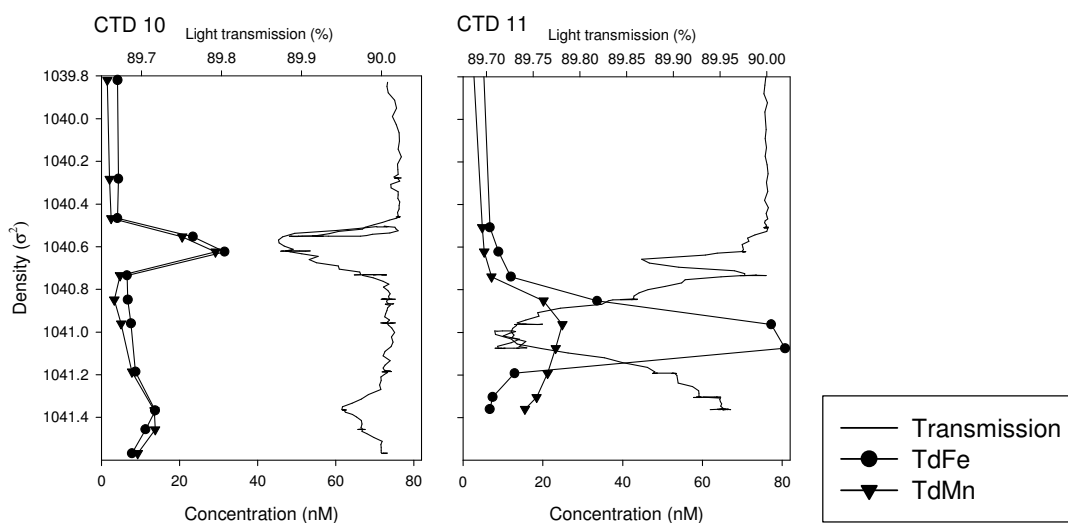 CTD 10
CTD 11
Light transmission (%)
Light transmission (%)
89.7 89.8 89.9 90.0
89.70 89.75 89.80 89.85 89.90 89.95 90.00
Density (σ²)
1039.8
1040.0
1040.2
1040.4
1040.6
1040.8
1041.0
1041.2
1041.4
0 20 40 60 80
0 20 40 60 80
Concentration (nM)
Concentration (nM)
Transmission
TdFe
TdMn